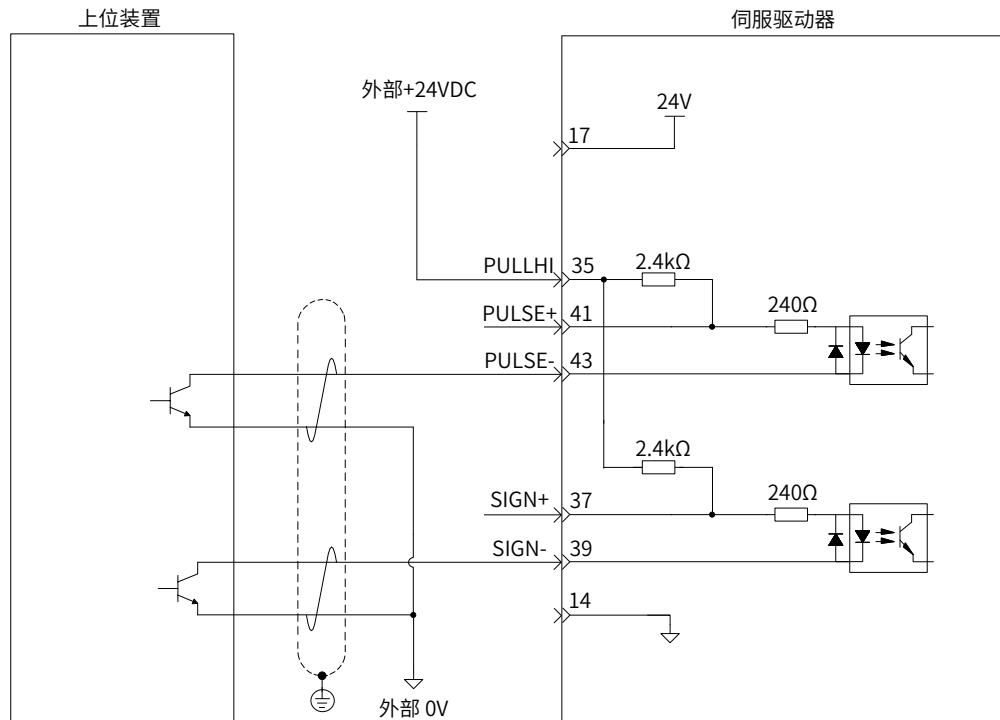 上位装置
伺服驱动器
外部+24VDC
24V
17
PULLHI
35
2.4kΩ
PULSE+
41
240Ω
PULSE-
43
2.4kΩ
SIGN+
37
240Ω
SIGN-
39
14
外部 0V